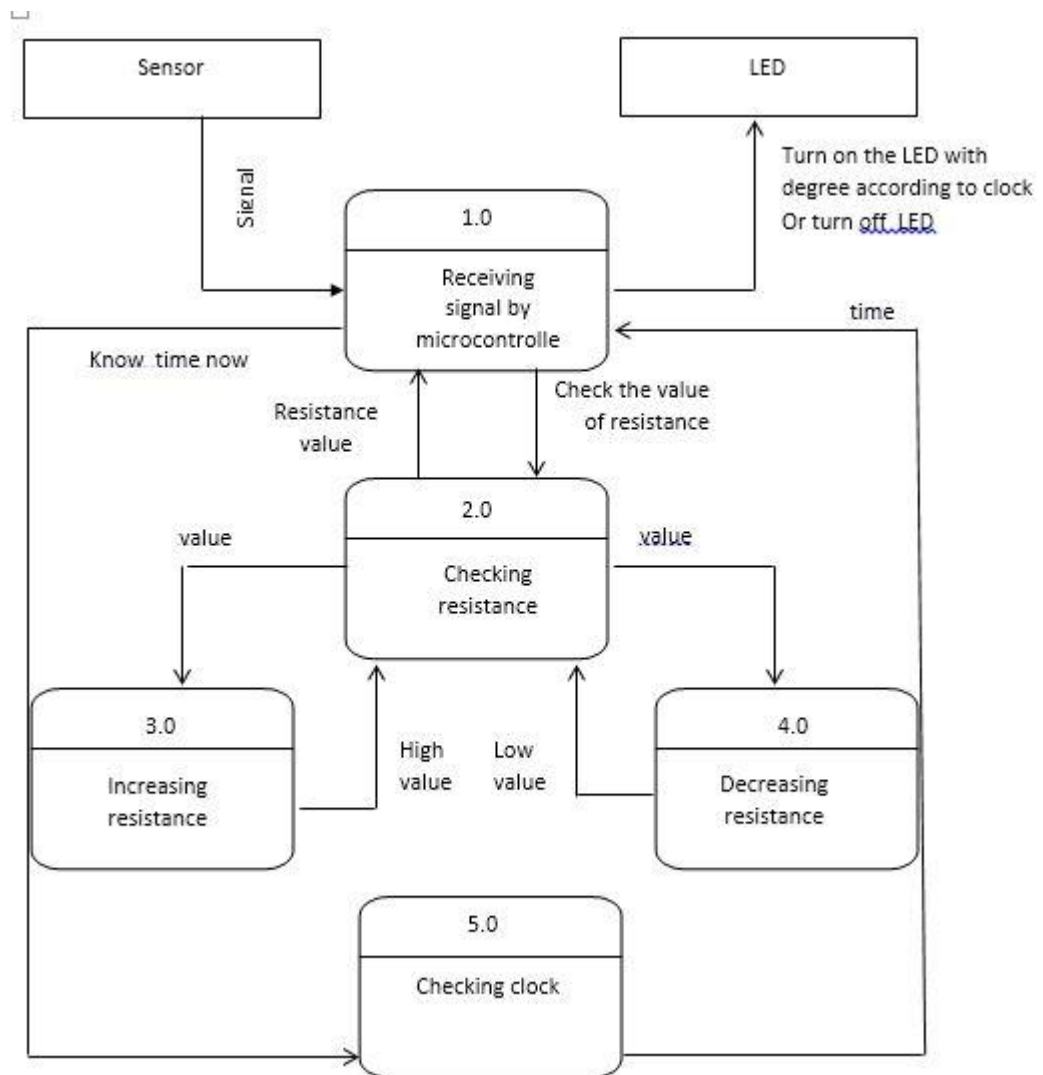 Sensor
LED
Turn on the LED with
degree according to clock
Or turn off LED
Signal
1.0
Receiving
signal by
microcontrolle
time
Know time now
Resistance
value
Check the value
of resistance
2.0
Checking
resistance
value
value
3.0
Increasing
resistance
High
value
Low
value
4.0
Decreasing
resistance
5.0
Checking clock